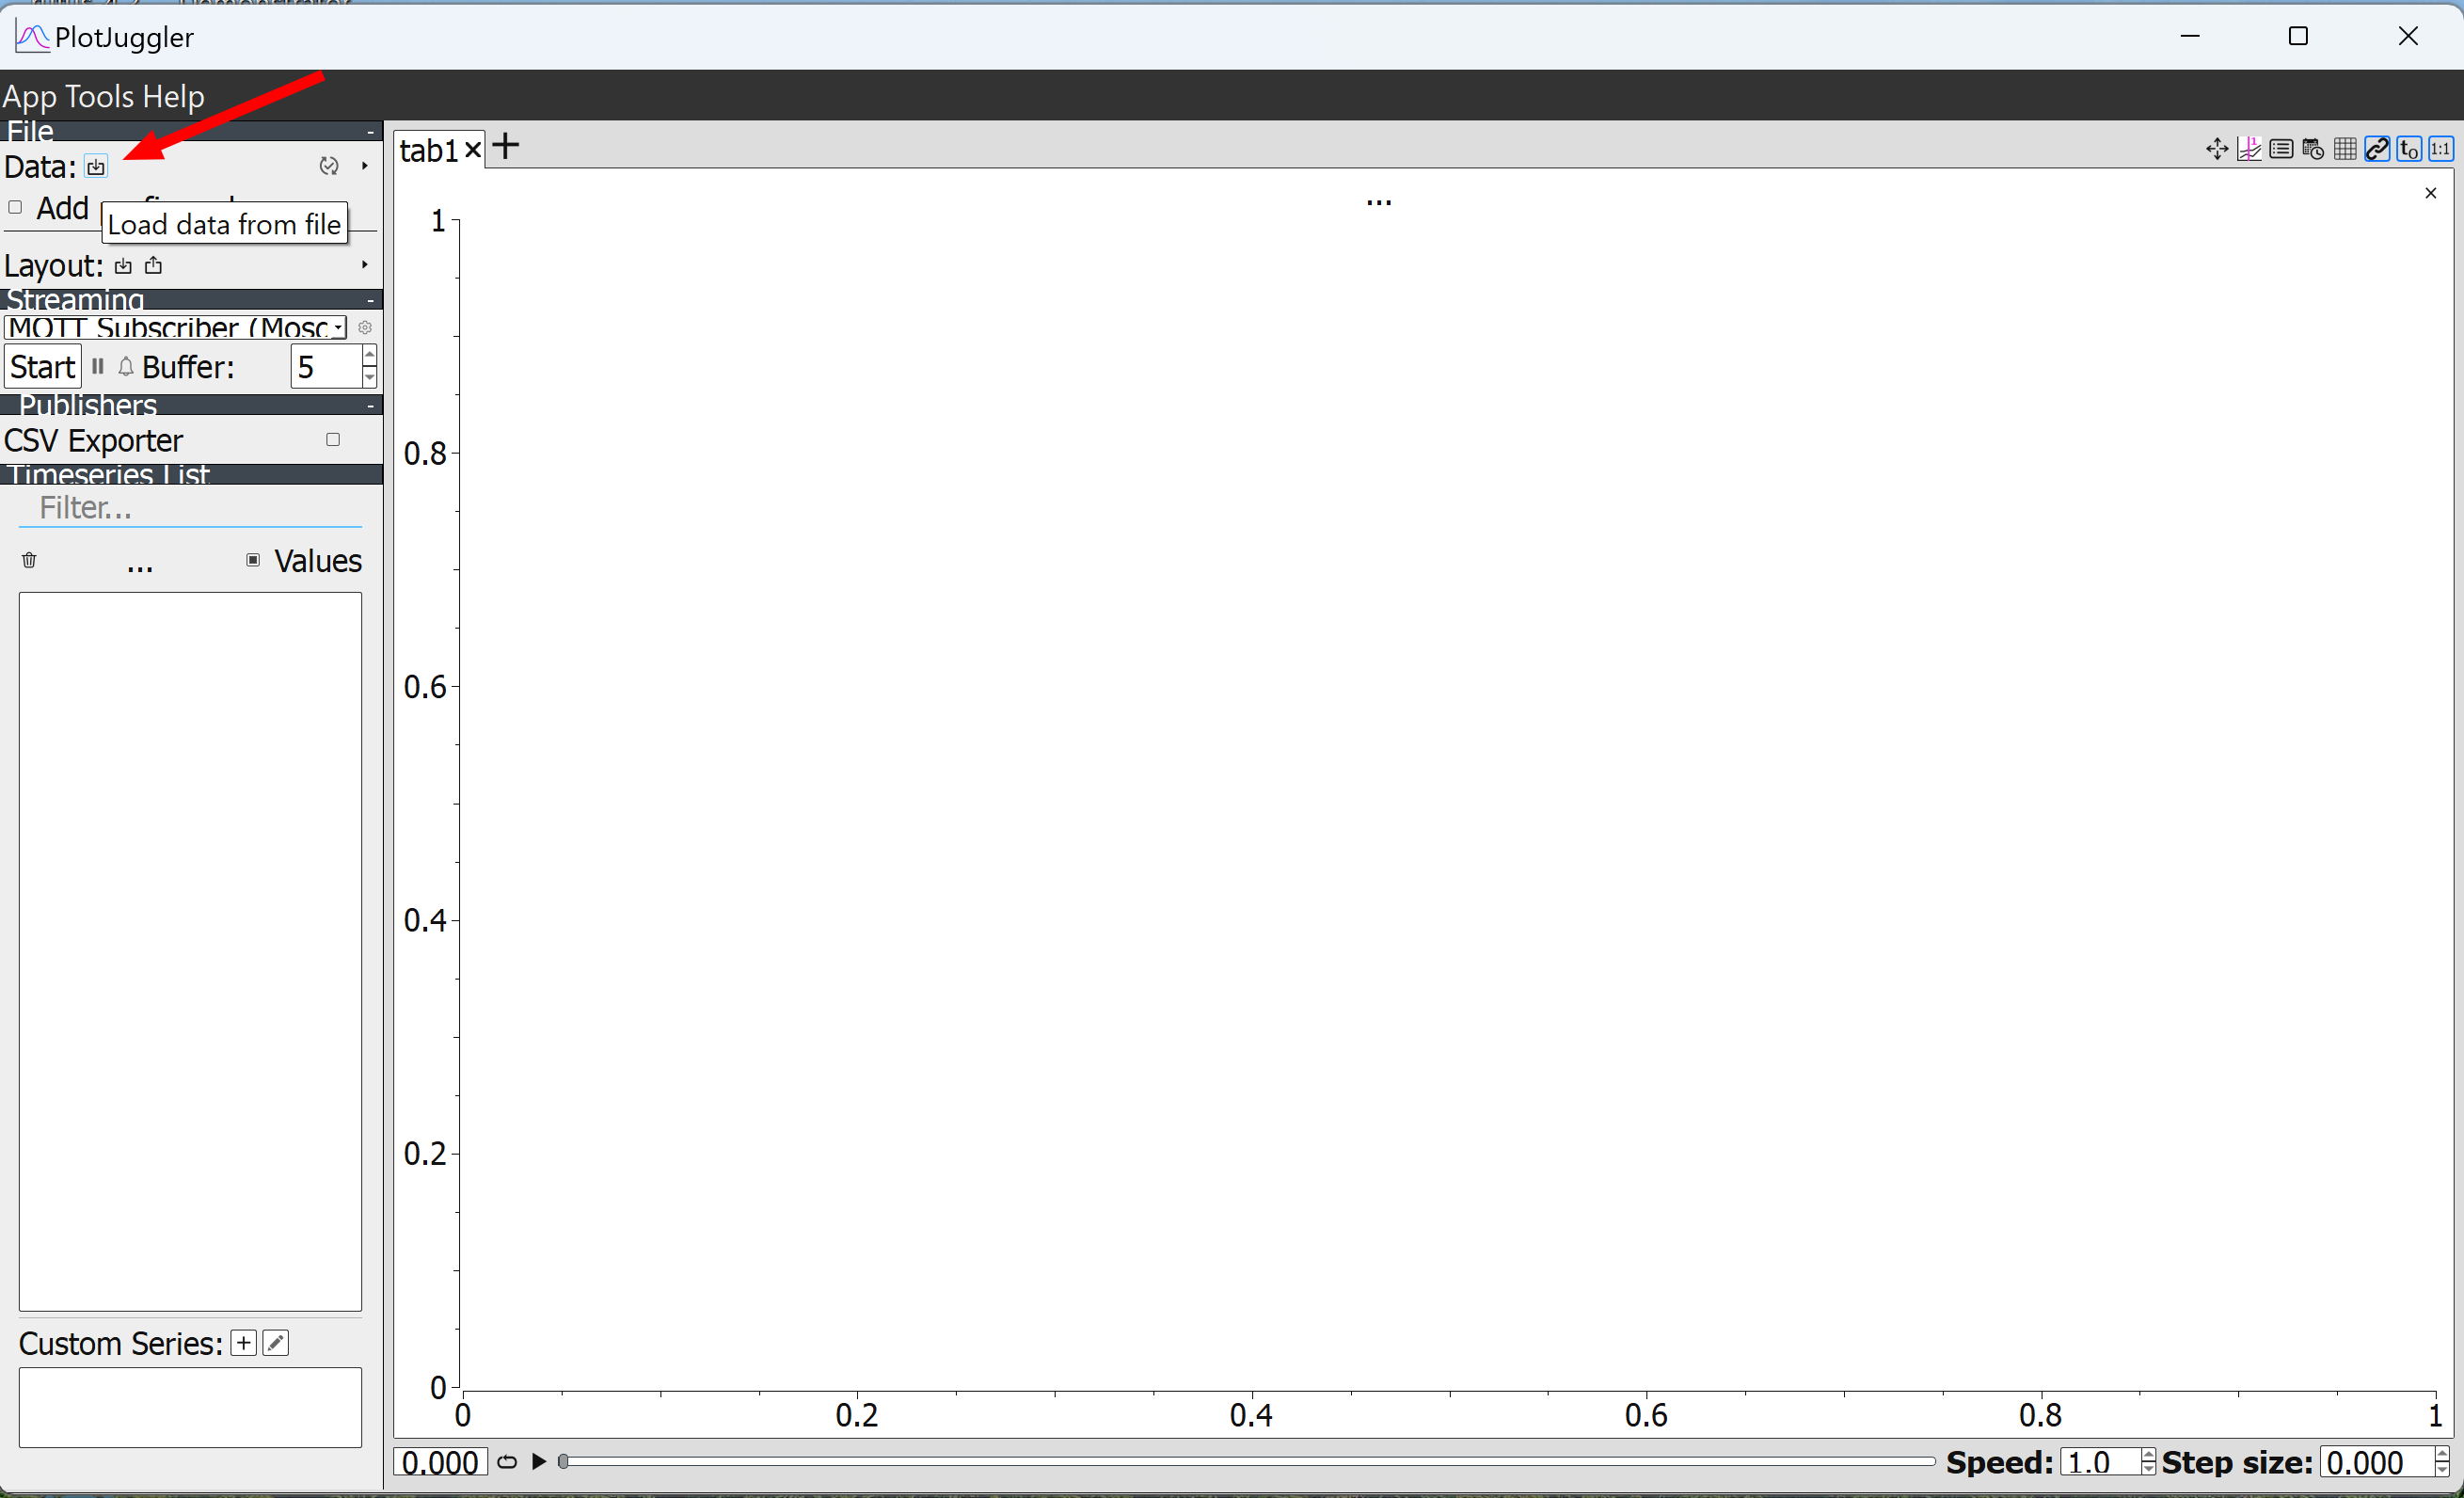 PlotJuggler
App Tools Help
File
-
Data:
Add
Load data from file
Layout:
Streaming
-
MQTT Subscriber (Mosc
Start
Buffer:
5
Publishers
-
CSV Exporter
Timeseries List
Filter...
...
Values
Custom Series:
tab1
t0
1:1
...
1
0.8
0.6
0.4
0.2
0
0 0.2 0.4 0.6 0.8 1
0.000
Speed: 1.0 Step size: 0.000